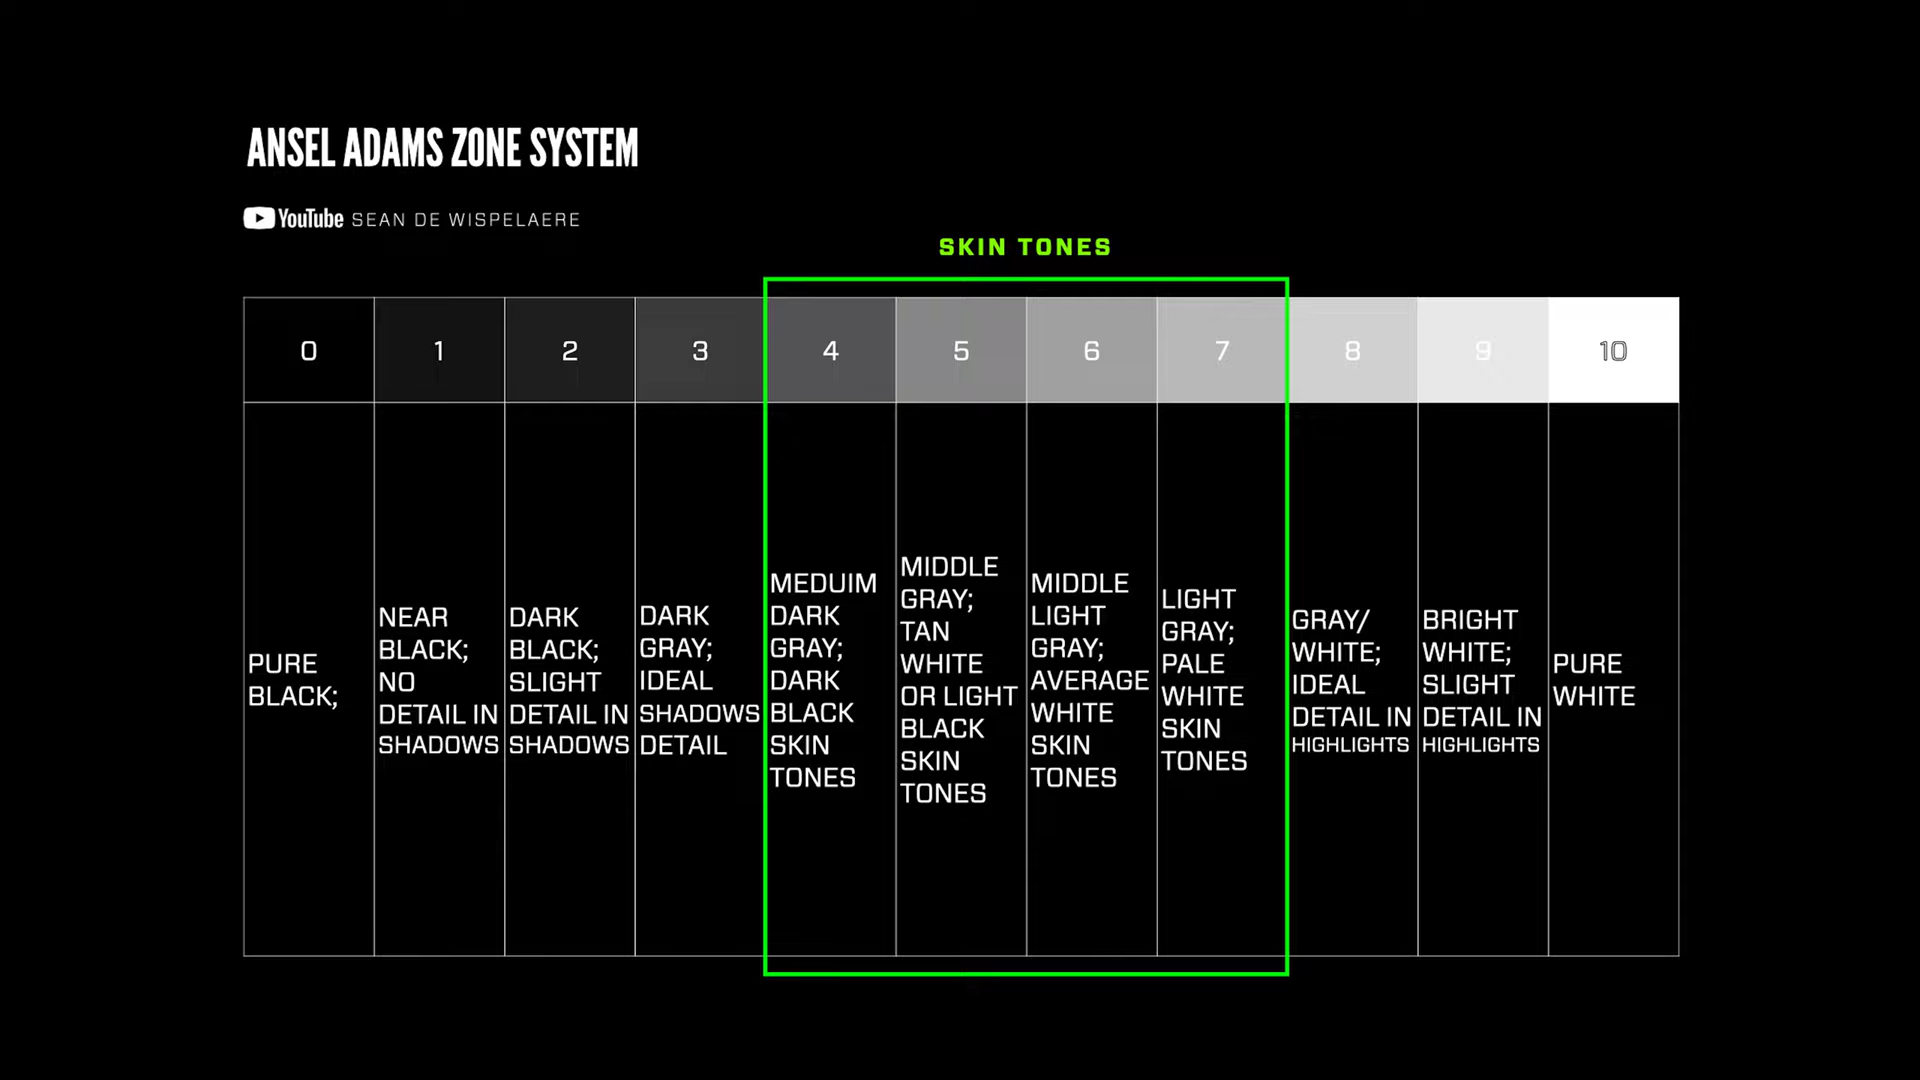 ANSEL ADAMS ZONE SYSTEM
YouTube SEAN DE WISPELAERE
SKIN TONES
0 1 2 3 4 5 6 7 8 9 10
PURE
BLACK;
NEAR
BLACK;
NO
DETAIL IN
SHADOWS
DARK
BLACK;
SLIGHT
DETAIL IN
SHADOWS
DARK
GRAY;
IDEAL
SHADOWS
DETAIL
MEDUIM
DARK
GRAY;
DARK
BLACK
SKIN
TONES
MIDDLE
GRAY;
TAN
WHITE
OR LIGHT
BLACK
SKIN
TONES
MIDDLE
LIGHT
GRAY;
AVERAGE
WHITE
SKIN
TONES
LIGHT
GRAY;
PALE
WHITE
SKIN
TONES
GRAY/
WHITE;
IDEAL
DETAIL IN
HIGHLIGHTS
BRIGHT
WHITE;
SLIGHT
DETAIL IN
HIGHLIGHTS
PURE
WHITE